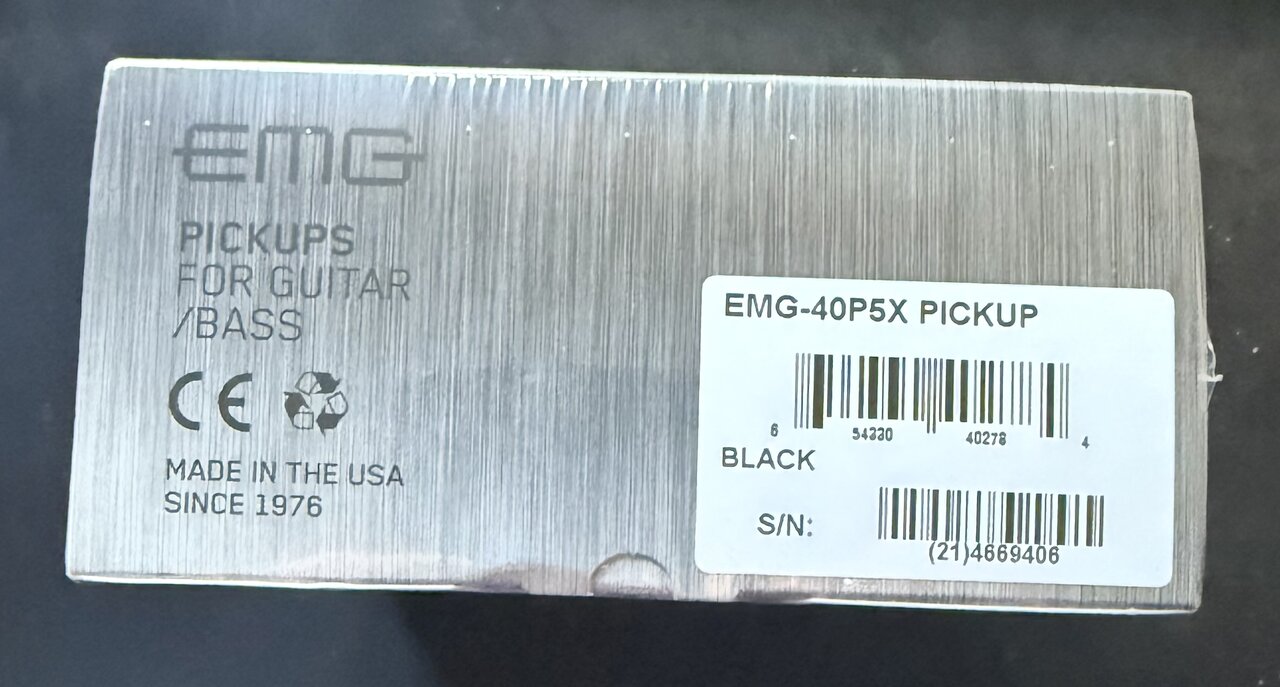 EMG
PICKUPS
FOR GUITAR
/BASS
CE
MADE IN THE USA
SINCE 1976
EMG-40P5X PICKUP
6 54330 40278 4
BLACK
S/N:
(21)4669406